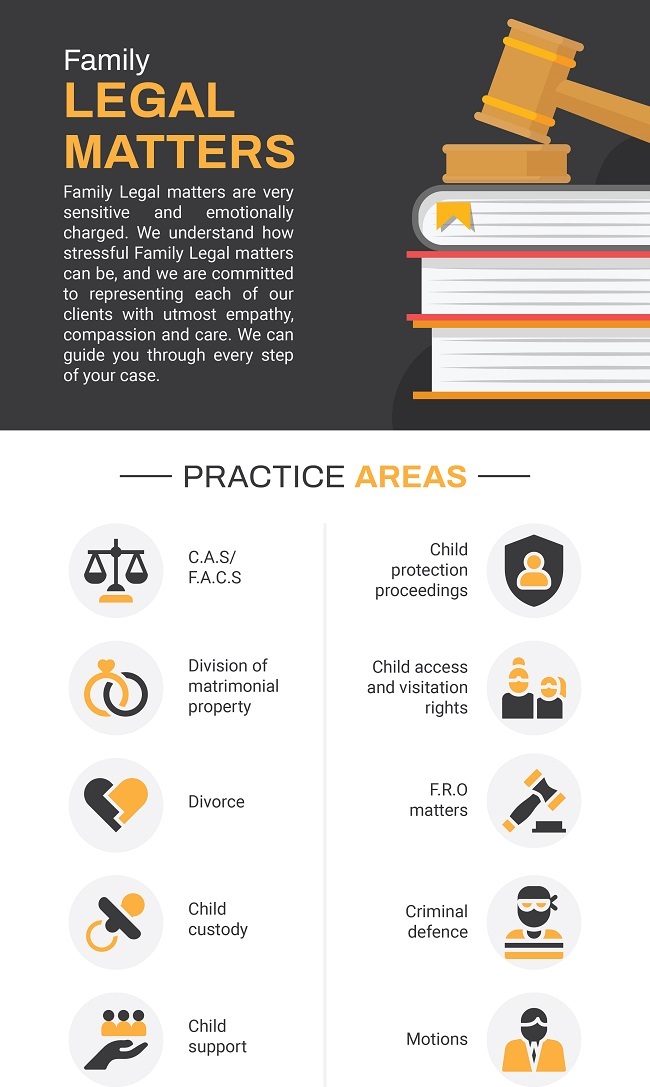 Family
LEGAL
MATTERS
Family Legal matters are very
sensitive and emotionally
charged. We understand how
stressful Family Legal matters
can be, and we are committed
to representing each of our
clients with utmost empathy,
compassion and care. We can
guide you through every step
of your case.
PRACTICE AREAS
C.A.S/
F.A.C.S
Division of
matrimonial
property
Divorce
Child
custody
Child
support
Child
protection
proceedings
Child access
and visitation
rights
F.R.O
matters
Criminal
defence
Motions